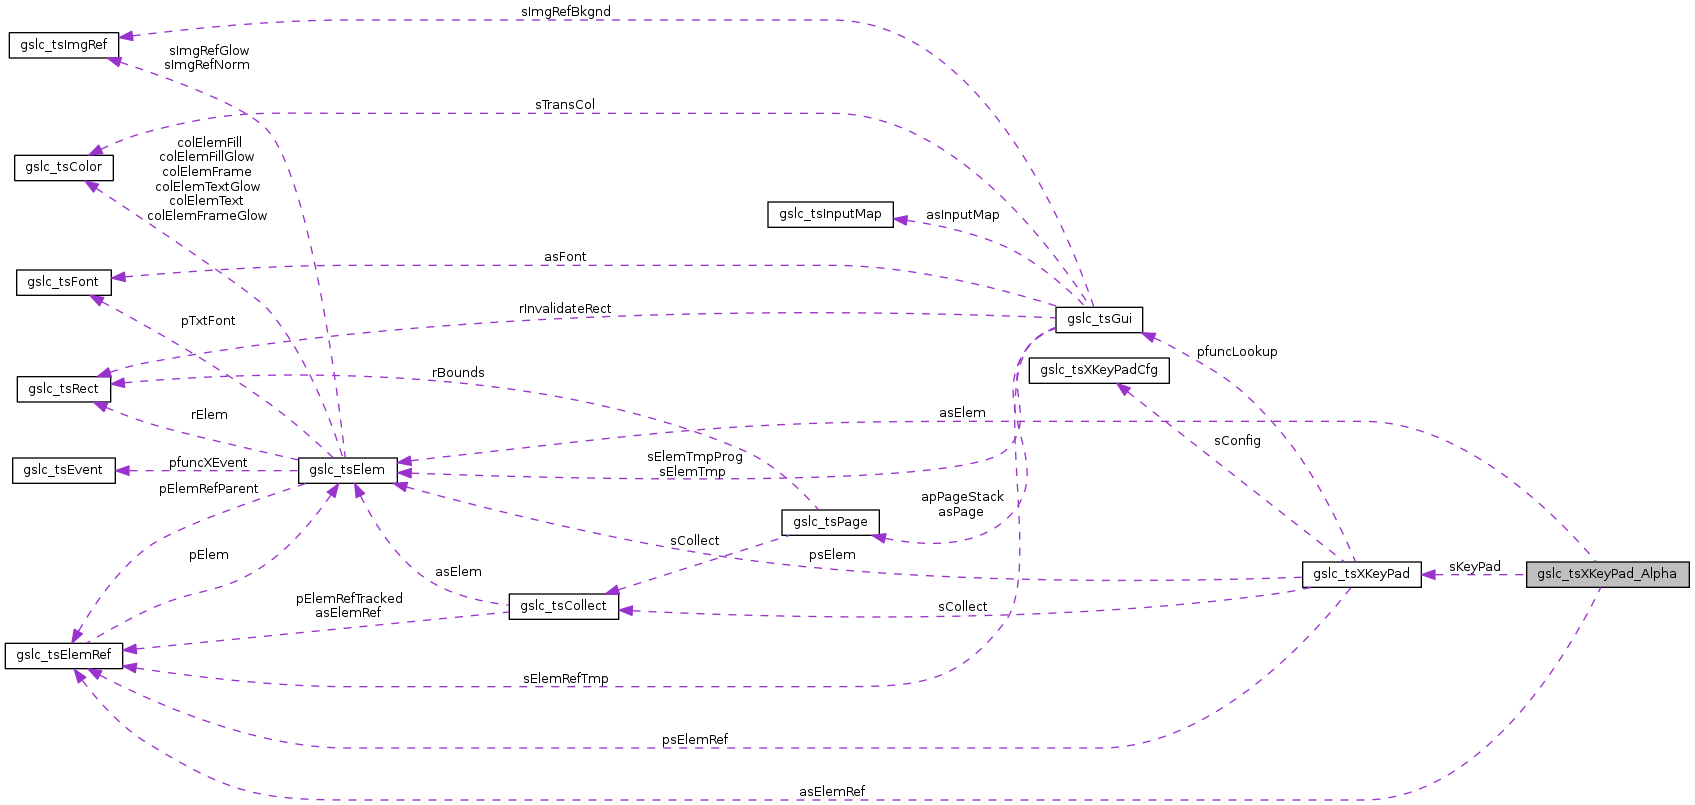 sImgRefBkgnd
gslc_tsImgRef
sImgRefGlow
sImgRefNorm
sTransCol
colElemFill
colElemFillGlow
colElemFrame
colElemTextGlow
colElemText
colElemFrameGlow
gslc_tsColor
gslc_tsInputMap
asInputMap
asFont
gslc_tsFont
rInvalidateRect
pTxtFont
gslc_tsGui
pfuncLookup
gslc_tsXKeyPadCfg
rBounds
gslc_tsRect
rElem
asElem
sConfig
sElemTmpProg
sElemTmp
pfuncXEvent
gslc_tsEvent
gslc_tsElem
pElemRefParent
apPageStack
asPage
gslc_tsPage
sCollect
psElem
pElem
asElem
sKeyPad
gslc_tsXKeyPad
gslc_tsXKeyPad_Alpha
pElemRefTracked
asElemRef
gslc_tsCollect
sCollect
gslc_tsElemRef
sElemRefTmp
psElemRef
asElemRef